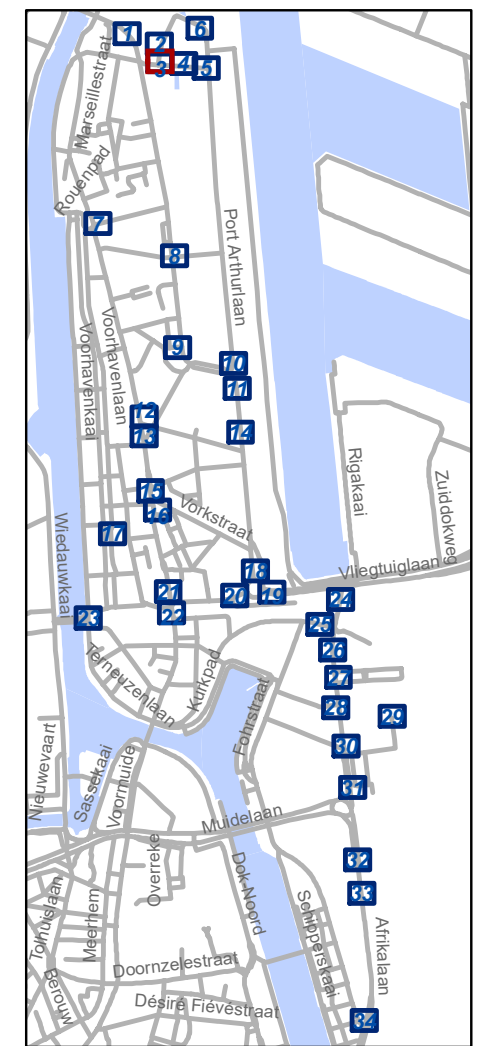 1
2
6
3
4
5
Marseillestraat
Rouenpad
7
Port Arthurlaan
8
9
Voorhavenlaan
Voorhavenkaai
10
11
12
13
14
15
16
Vorkstraat
17
Rigakaai
Zuiddokweg
Wiedauwkaai
Vliegtuiglaan
18
19
20
21
22
23
24
25
26
27
28
29
30
31
Terneuzenlaan
Kurkpad
Fohrstraat
Nieuwevaart
Sassekaai
Voormuide
Muidelaan
Overreke
Dok-Noord
32
33
Tolhuislaan
Meerhem
Schipperskaai
Afrikalaan
Doornzelestraat
Berouw
Désiré Fiévéstraat
34